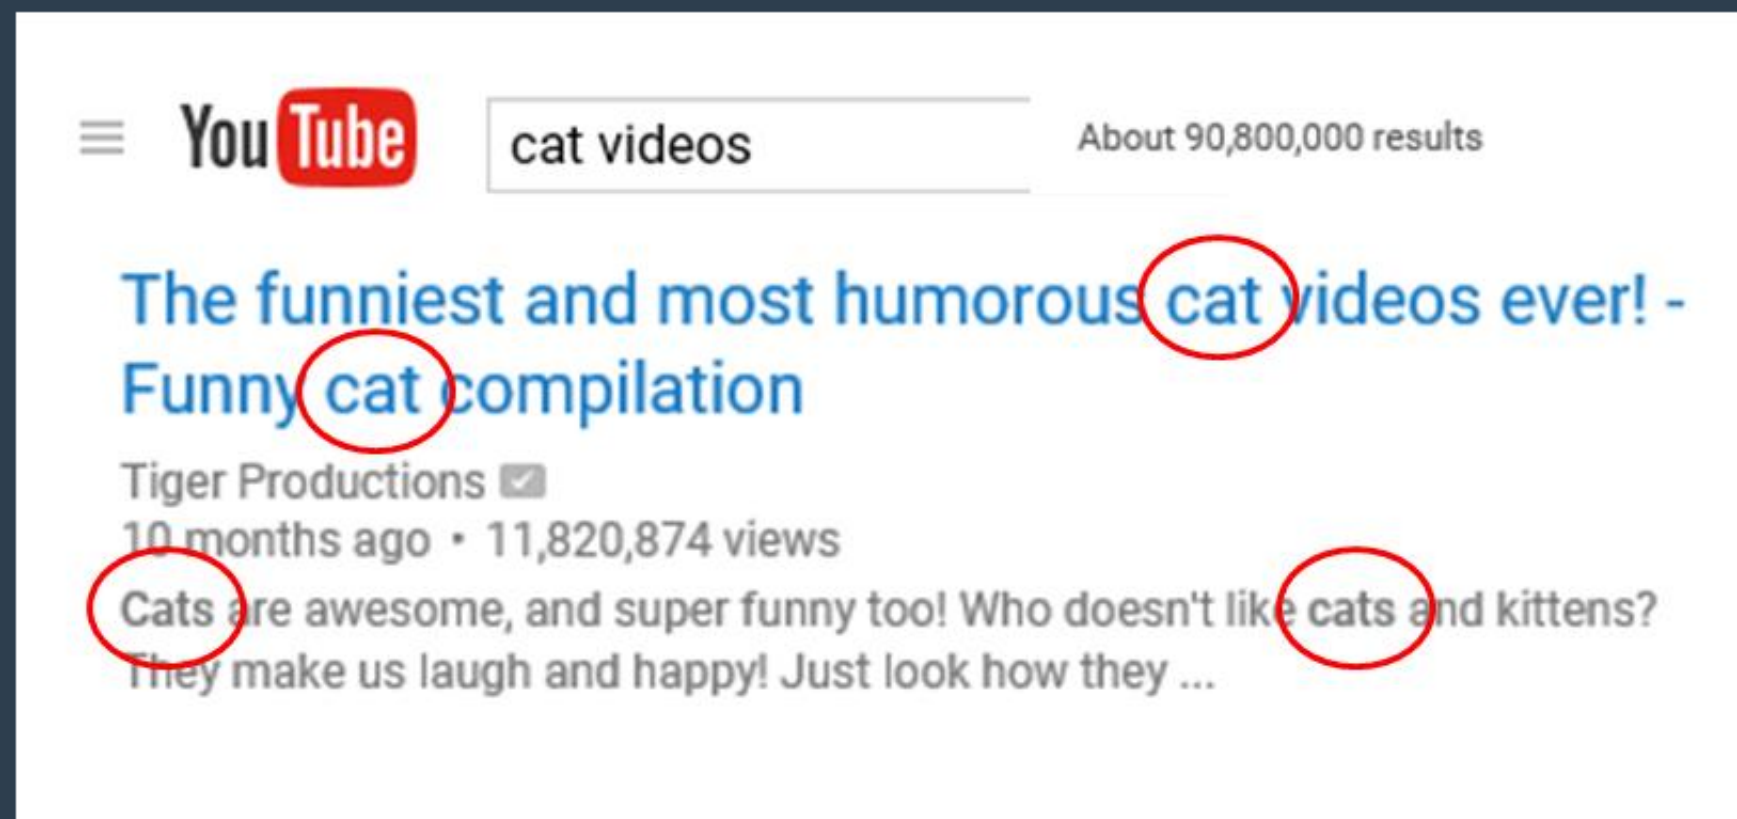 YouTube cat videos About 90,800,000 results
The funniest and most humorous cat videos ever! -
Funny cat compilation
Tiger Productions
10 months ago • 11,820,874 views
Cats are awesome, and super funny too! Who doesn't like cats and kittens?
They make us laugh and happy! Just look how they ...